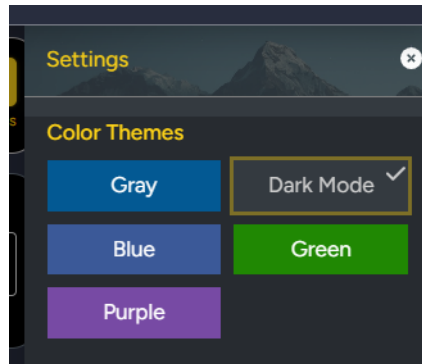 Settings
Color Themes
Gray
Dark Mode
Blue
Green
Purple